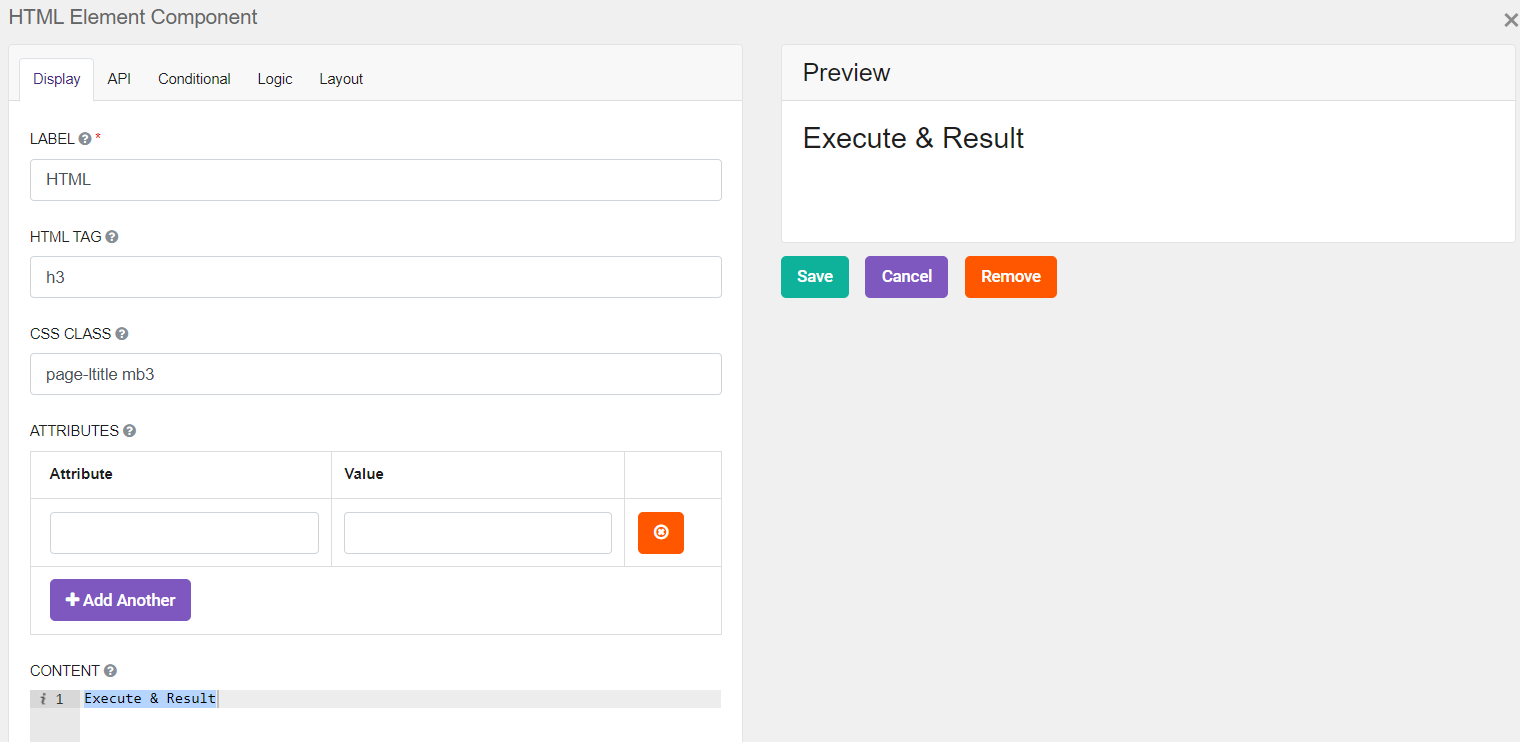 HTML Element Component
×
Display API Conditional Logic Layout
LABEL *
HTML
HTML TAG
h3
CSS CLASS
page-ltitle mb3
ATTRIBUTES
Attribute Value
Add Another
CONTENT
i 1 Execute & Result
Preview
Execute & Result
Save Cancel Remove